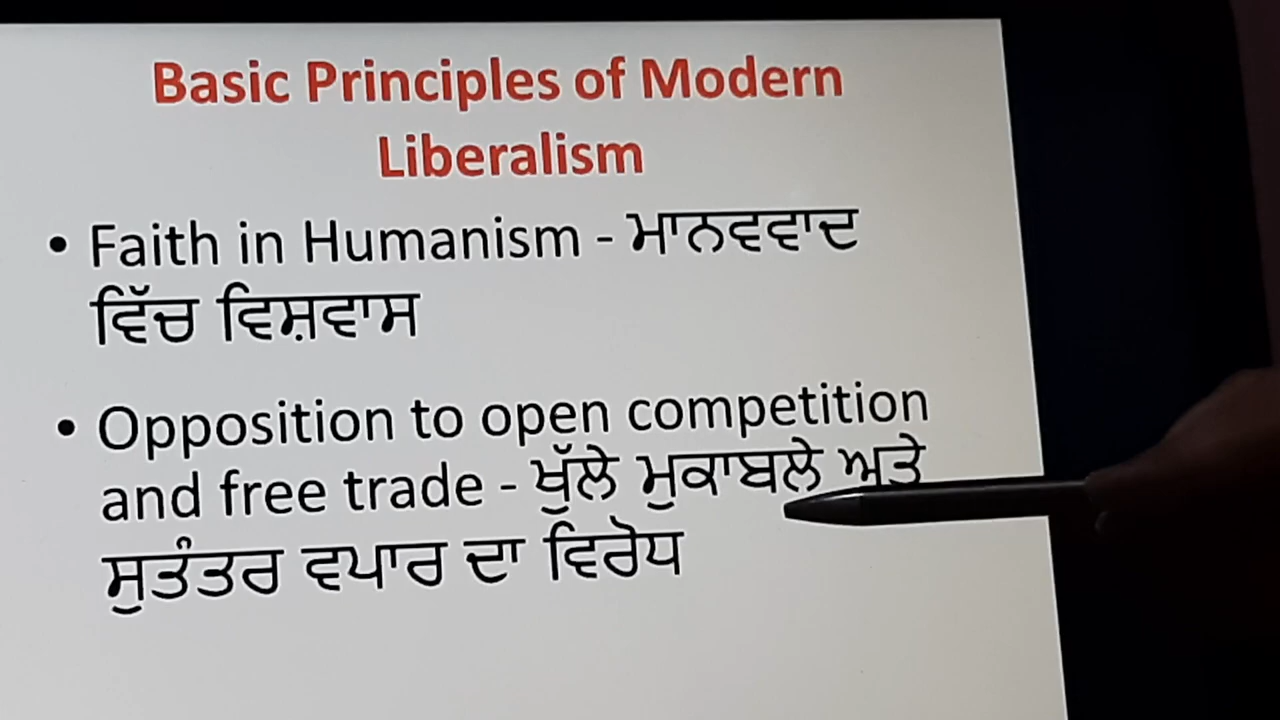 Basic Principles of Modern
Liberalism
• Faith in Humanism - ਮਾਨਵਵਾਦ
ਵਿੱਚ ਵਿਸ਼ਵਾਸ
• Opposition to open competition
and free trade - ਖੁੱਲੇ ਮੁਕਾਬਲੇ ਅਤੇ
ਸੁਤੰਤਰ ਵਪਾਰ ਦਾ ਵਿਰੋਧ